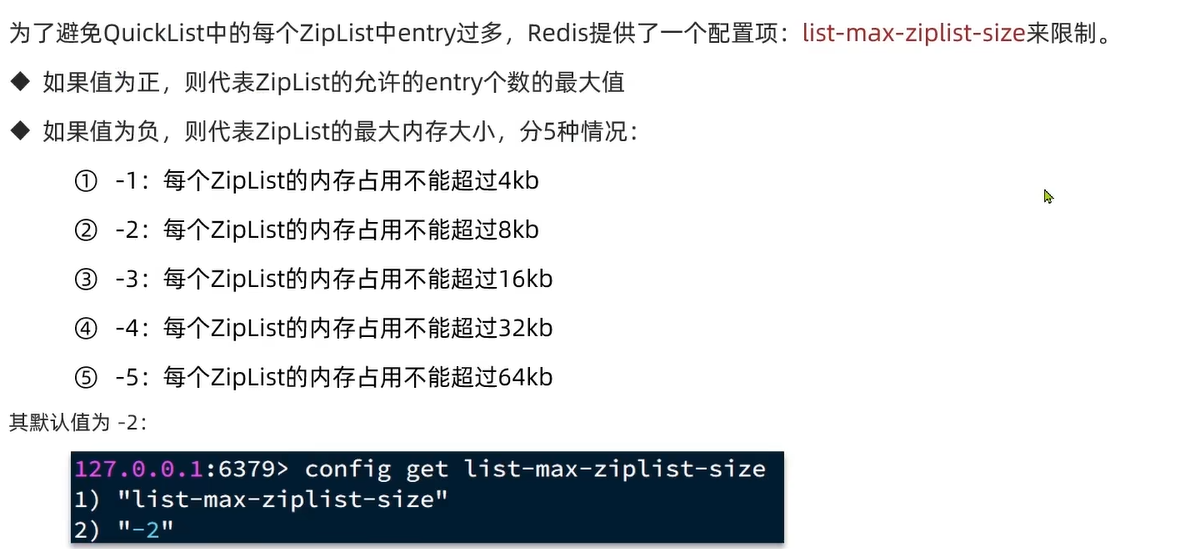 为了避免QuickList中的每个ZipList中entry过多，Redis提供了一个配置项：list-max-ziplist-size来限制。
◆ 如果值为正，则代表ZipList的允许的entry个数的最大值
◆ 如果值为负，则代表ZipList的最大内存大小，分5种情况：
① -1：每个ZipList的内存占用不能超过4kb
② -2：每个ZipList的内存占用不能超过8kb
③ -3：每个ZipList的内存占用不能超过16kb
④ -4：每个ZipList的内存占用不能超过32kb
⑤ -5：每个ZipList的内存占用不能超过64kb
其默认值为 -2：
127.0.0.1:6379> config get list-max-ziplist-size
1) "list-max-ziplist-size"
2) "-2"